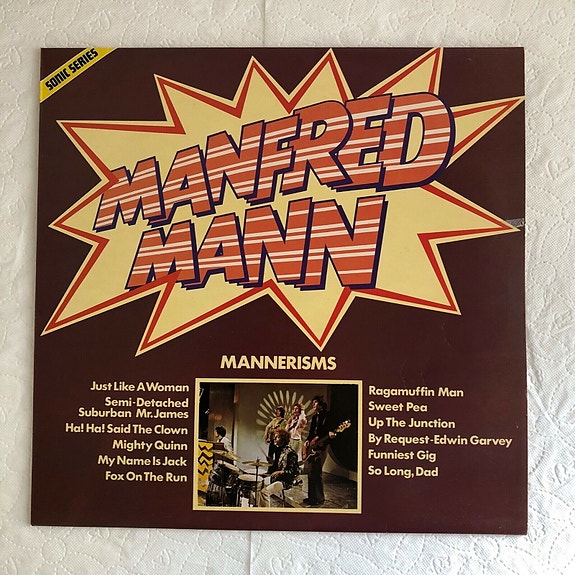 SONIC SERIES
MANFRED
MANN
MANNERISMS
Just Like A Woman
Semi-Detached
Suburban Mr. James
Ha! Ha! Said The Clown
Mighty Quinn
My Name Is Jack
Fox On The Run
Ragamuffin Man
Sweet Pea
Up The Junction
By Request-Edwin Garvey
Funniest Gig
So Long, Dad